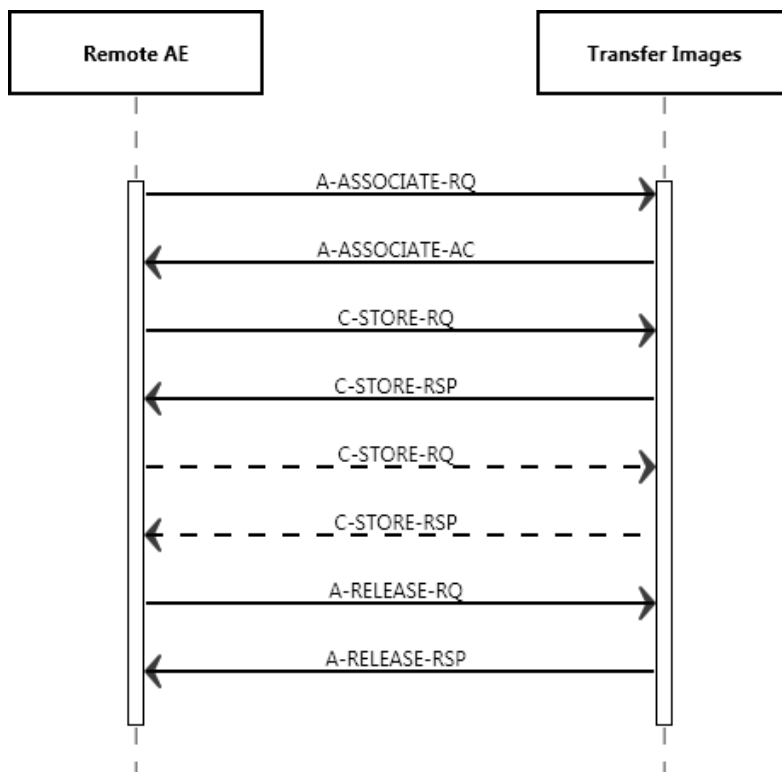 Remote AE
Transfer Images
A-ASSOCIATE-RQ
A-ASSOCIATE-AC
C-STORE-RQ
C-STORE-RSP
C-STORE-RQ
C-STORE-RSP
A-RELEASE-RQ
A-RELEASE-RSP